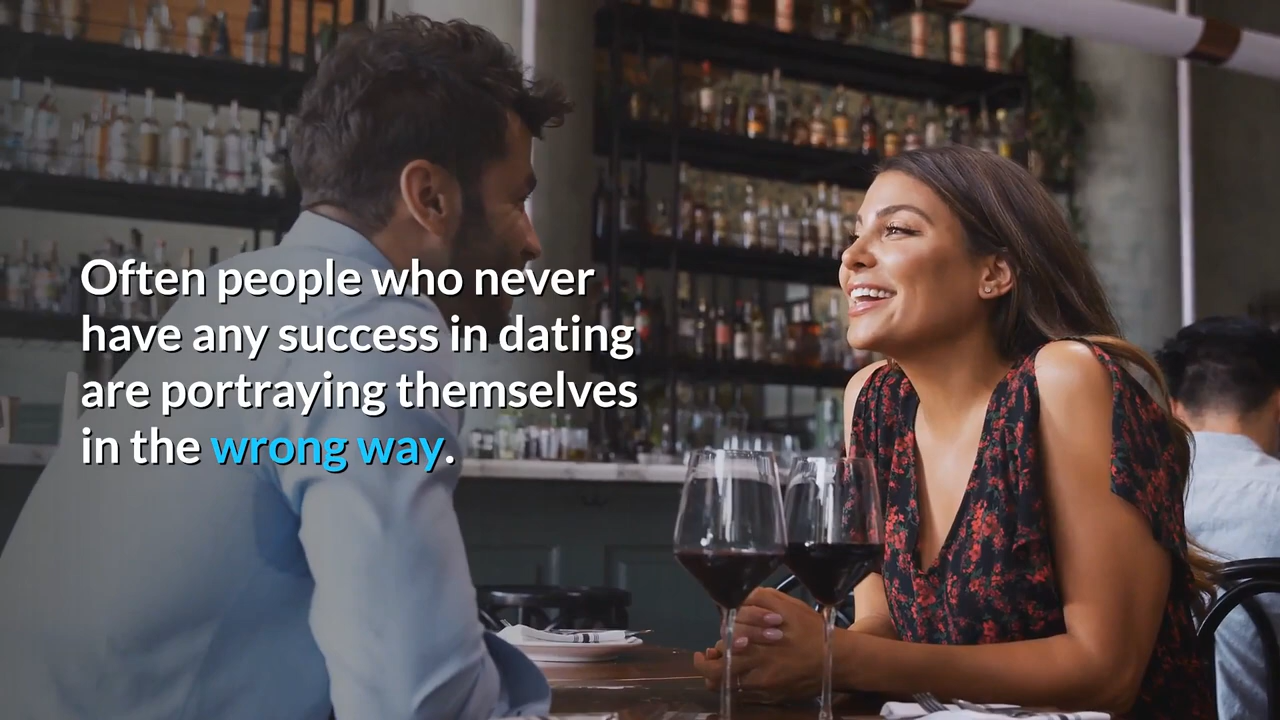 Often people who never
have any success in dating
are portraying themselves
in the wrong way.